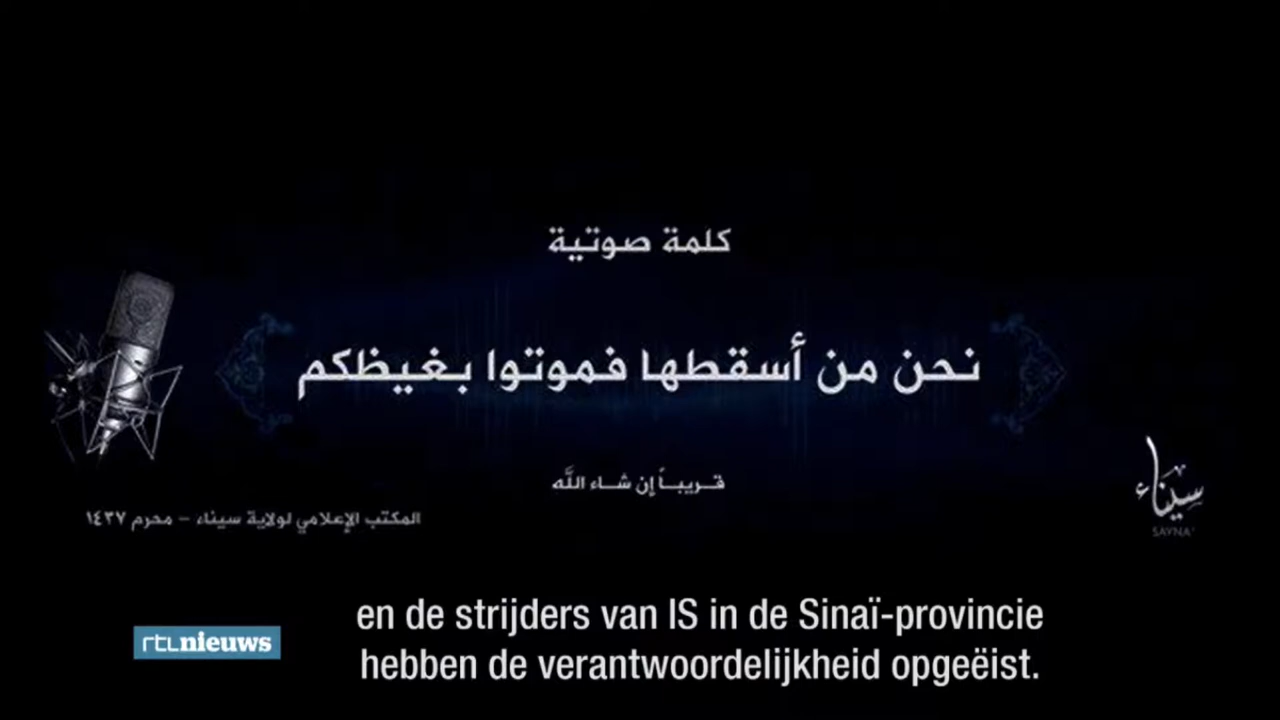 كلمة صوتية
نحن من أسقطها فموتوا بغيظكم
قريباً إن شاء اللَّه
المكتب الإعلامي لولاية سيناء – محرم ١٤٣٧
سيناء
SAYNA'
en de strijders van IS in de Sinaï-provincie
hebben de verantwoordelijkheid opgeëist.
rtlnieuws